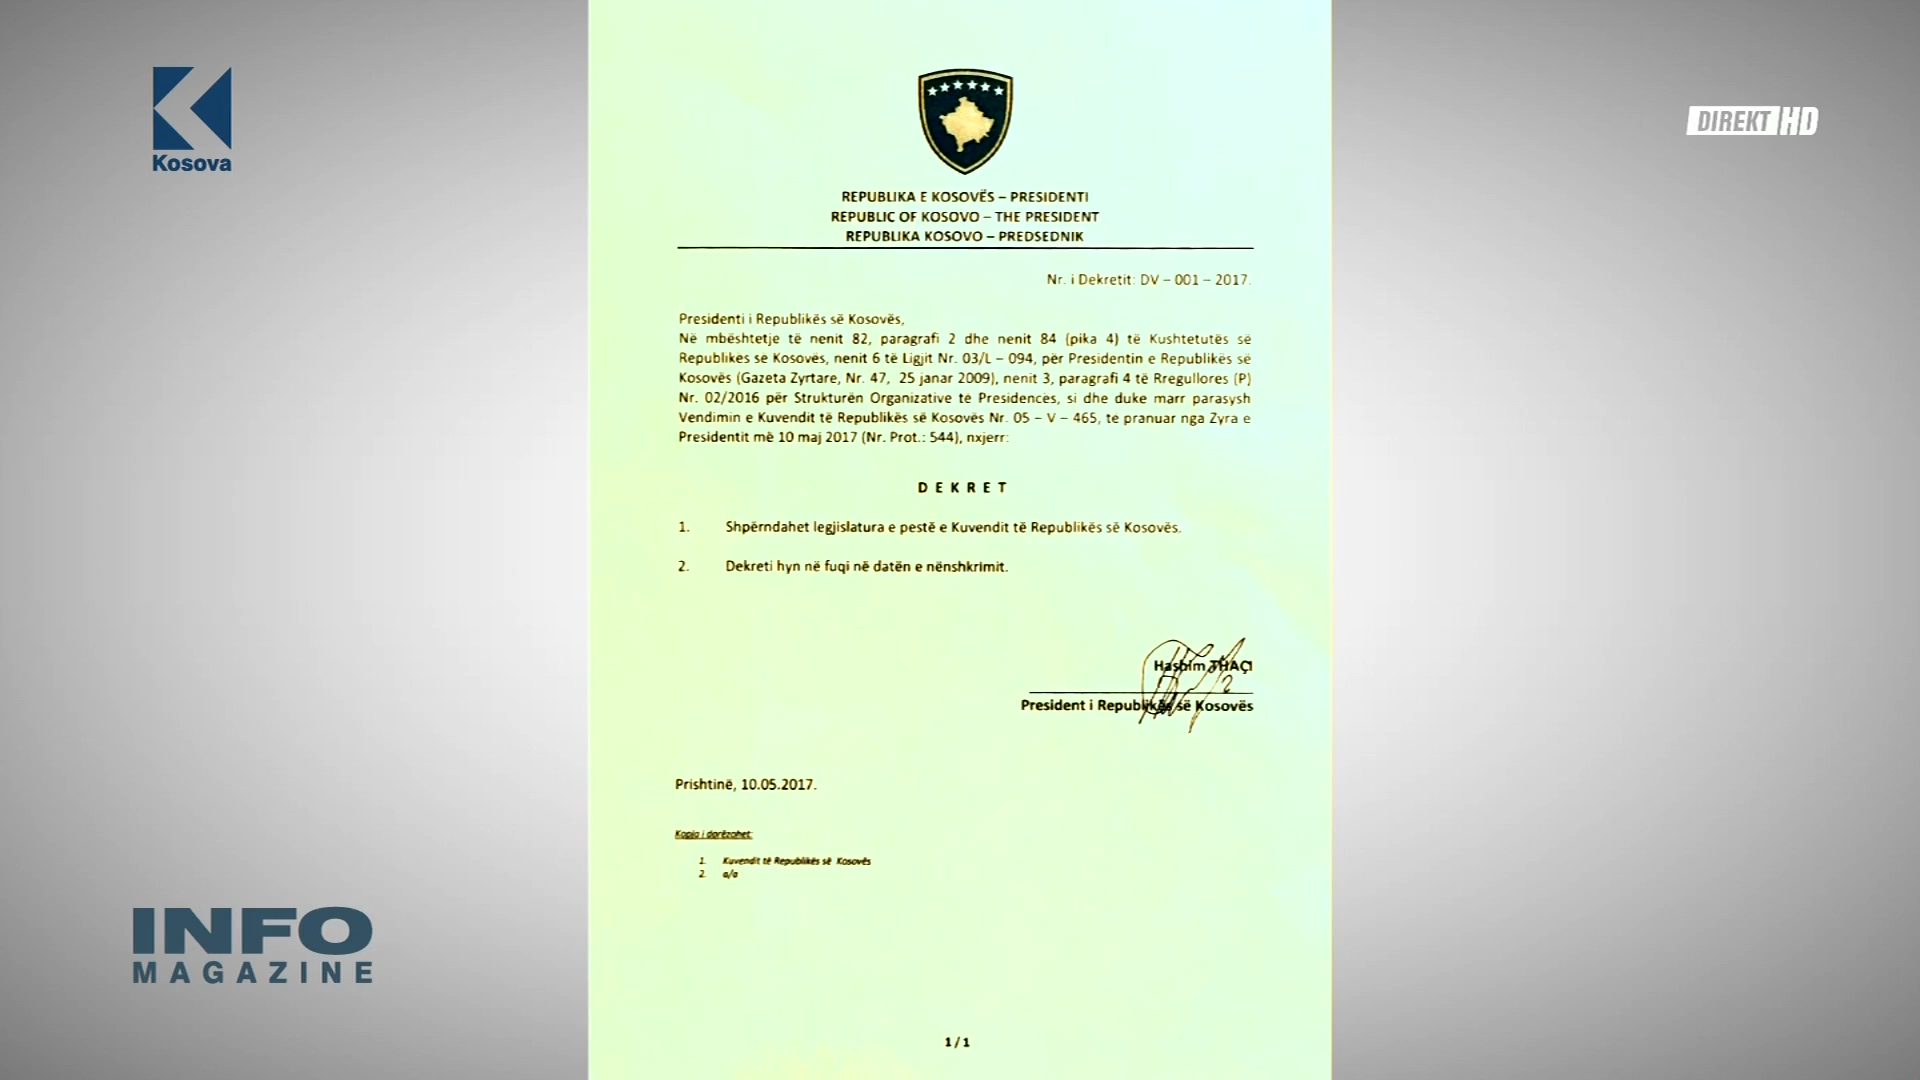 Kosova
DIREKT HD
REPUBLIKA E KOSOVËS – PRESIDENTI
REPUBLIC OF KOSOVO – THE PRESIDENT
REPUBLIKA KOSOVO – PREDSEDNIK
Nr. i Dekretit: DV – 001 – 2017.
Presidenti i Republikës së Kosovës,
Në mbështetje të nenit 82, paragrafi 2 dhe nenit 84 (pika 4) të Kushtetutës së
Republikës së Kosovës, nenit 6 të Ligjit Nr. 03/L – 094, për Presidentin e Republikës së
Kosovës (Gazeta Zyrtare, Nr. 47, 25 janar 2009), nenit 3, paragrafi 4 të Rregullores (P)
Nr. 02/2016 për Strukturën Organizative të Presidencës, si dhe duke marr parasysh
Vendimin e Kuvendit të Republikës së Kosovës Nr. 05 – V – 465, të pranuar nga Zyra e
Presidentit më 10 maj 2017 (Nr. Prot.: 544), nxjerr:
DEKRET
1. Shpërndahet legjislatura e pestë e Kuvendit të Republikës së Kosovës.
2. Dekreti hyn në fuqi në datën e nënshkrimit.
Hashim THAÇI
President i Republikës së Kosovës
Prishtinë, 10.05.2017.
Kopja i dorëzohet:
1. Kuvendit të Republikës së Kosovës
2. a/a
INFO
MAGAZINE
1 / 1